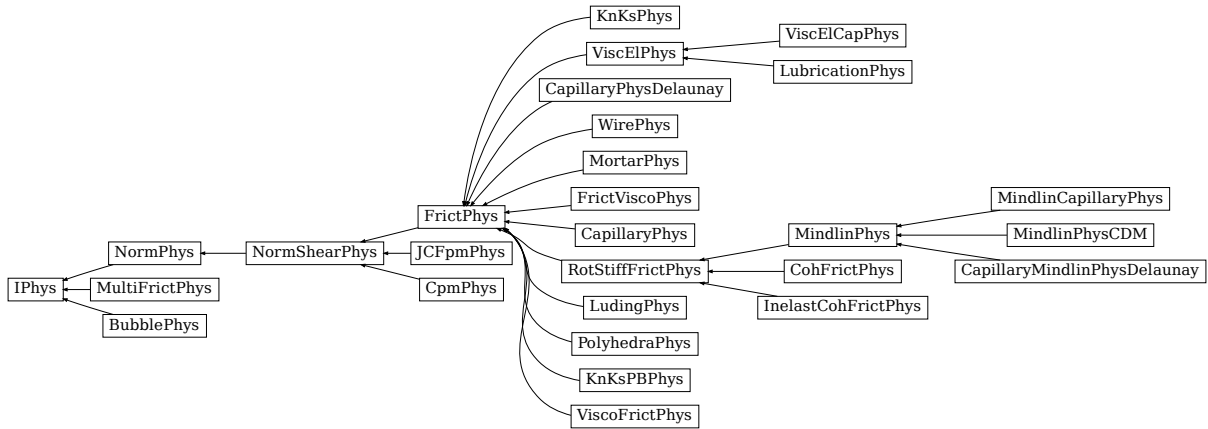 KnKsPhys
ViscElPhys
ViscElCapPhys
LubricationPhys
CapillaryPhysDelaunay
WirePhys
MortarPhys
FrictViscoPhys
FrictPhys
CapillaryPhys
MindlinCapillaryPhys
MindlinPhys
MindlinPhysCDM
NormPhys
NormShearPhys
JCFpmPhys
RotStiffFrictPhys
CohFrictPhys
CapillaryMindlinPhysDelaunay
IPhys
MultiFrictPhys
CpmPhys
LudingPhys
InelastCohFrictPhys
BubblePhys
PolyhedraPhys
KnKsPBPhys
ViscoFrictPhys